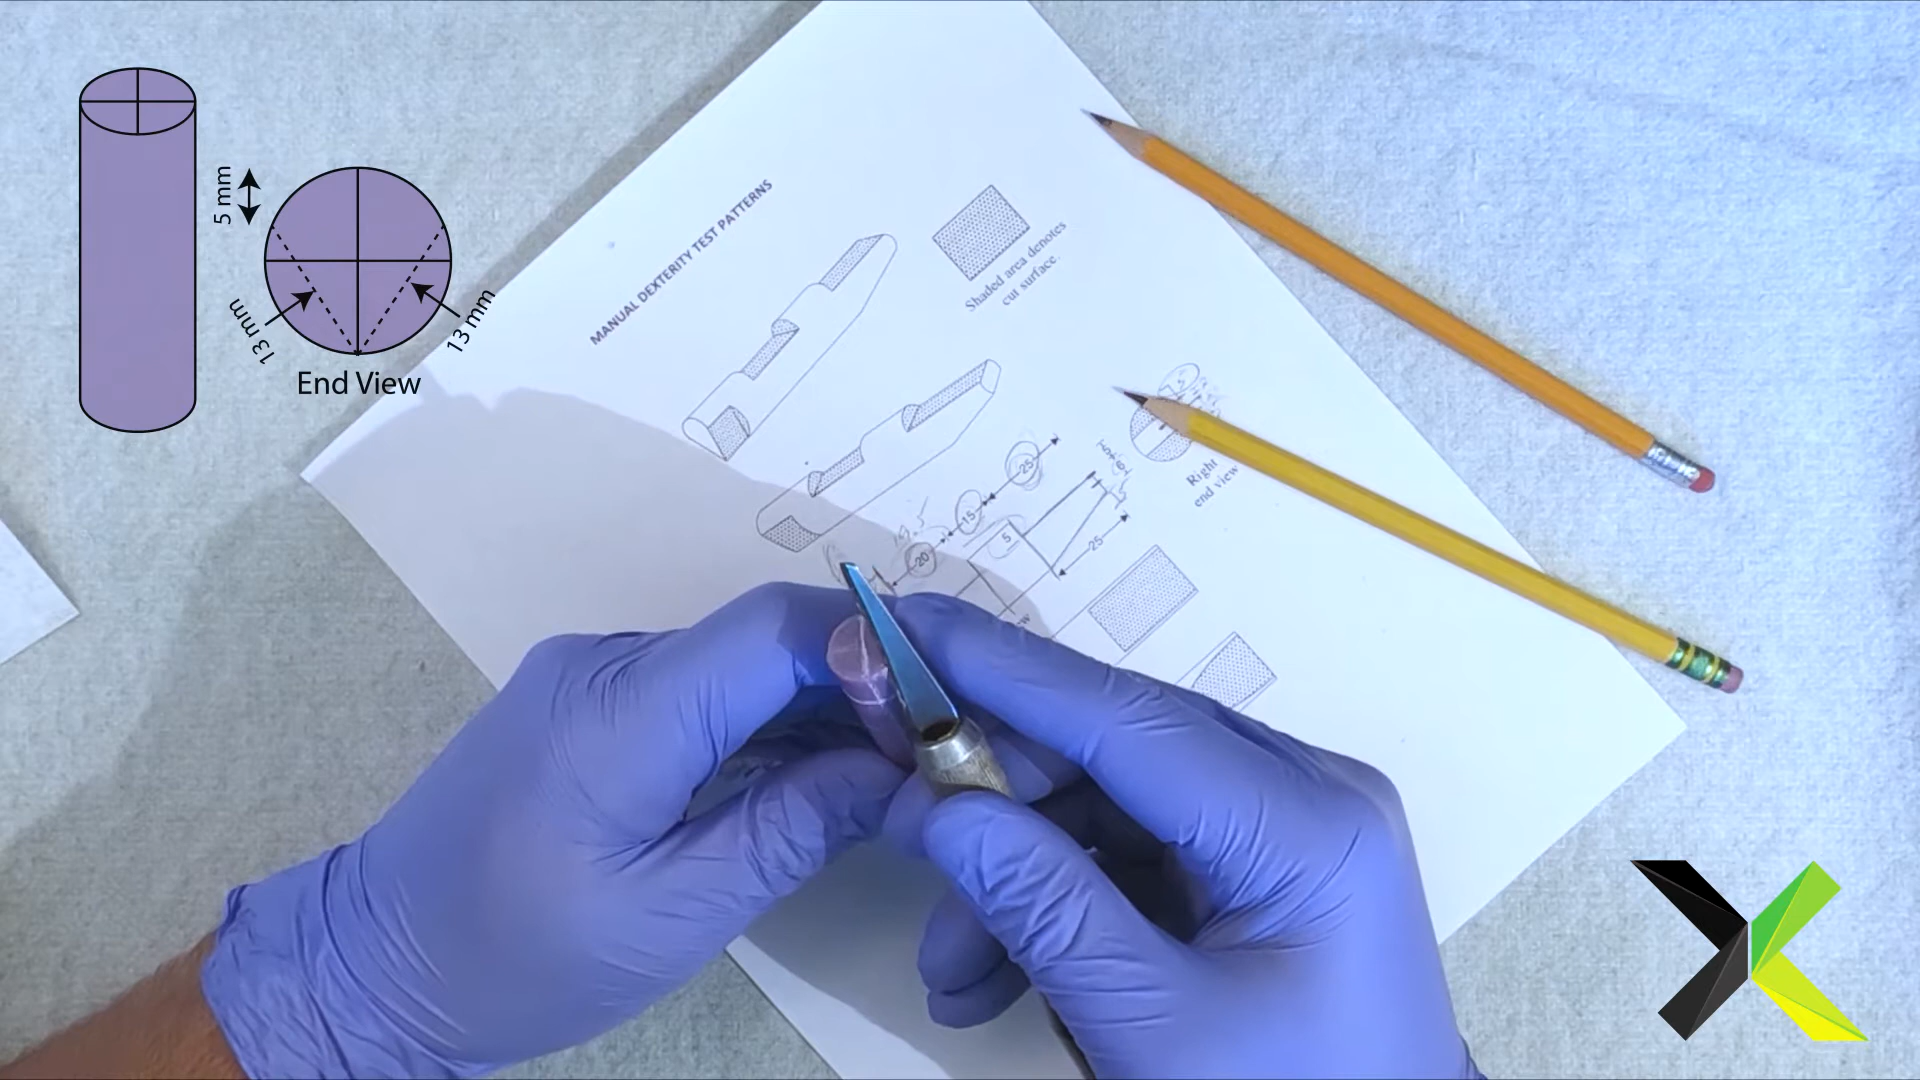 5 mm
13 mm
13 mm
End View
MANUAL DEXTERITY TEST PATTERNS
Shaded area denotes
cut surface
25
15
20
5
25
Right
end view